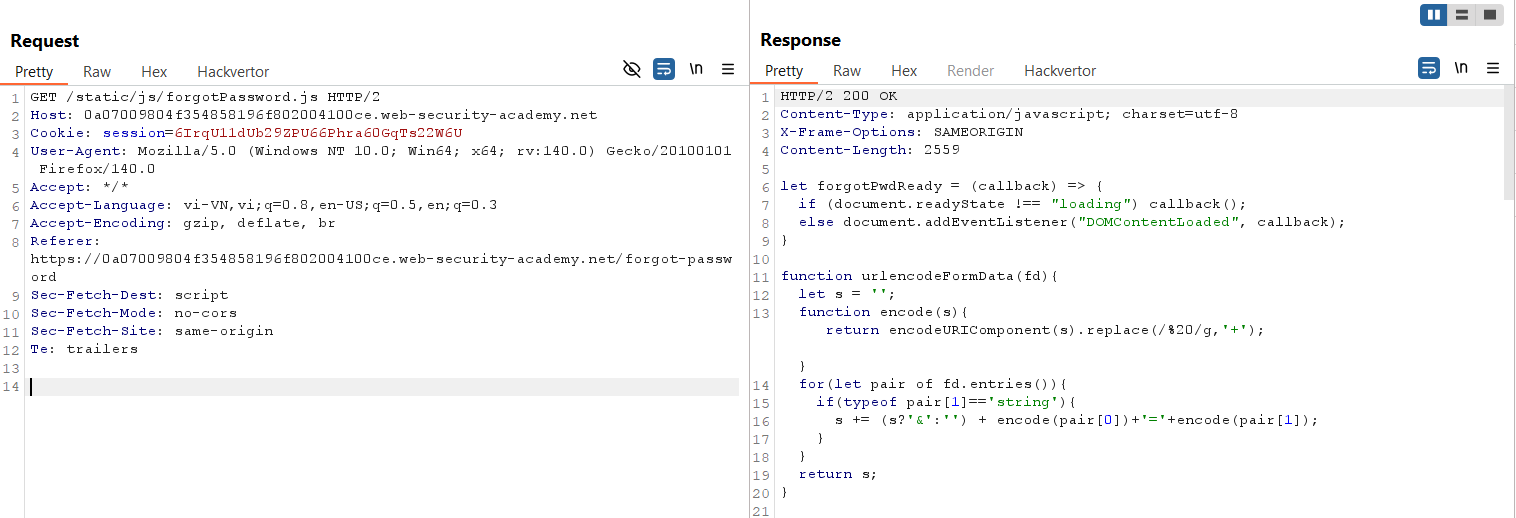 Request
Pretty Raw Hex Hackvertor \n
1 GET /static/js/forgotPassword.js HTTP/2
2 Host: 0a07009804f354858196f802004100ce.web-security-academy.net
3 Cookie: session=6IrqUlldUb29ZPU66Phra60GqTs22W6U
4 User-Agent: Mozilla/5.0 (Windows NT 10.0; Win64; x64; rv:140.0) Gecko/20100101
Firefox/140.0
5 Accept: */*
6 Accept-Language: vi-VN,vi;q=0.8,en-US;q=0.5,en;q=0.3
7 Accept-Encoding: gzip, deflate, br
8 Referer:
https://0a07009804f354858196f802004100ce.web-security-academy.net/forgot-passw
ord
9 Sec-Fetch-Dest: script
10 Sec-Fetch-Mode: no-cors
11 Sec-Fetch-Site: same-origin
12 Te: trailers
13
14
Response
Pretty Raw Hex Render Hackvertor \n
1 HTTP/2 200 OK
2 Content-Type: application/javascript; charset=utf-8
3 X-Frame-Options: SAMEORIGIN
4 Content-Length: 2559
5
6 let forgotPwdReady = (callback) => {
7 if (document.readyState !== "loading") callback();
8 else document.addEventListener("DOMContentLoaded", callback);
9 }
10
11 function urlencodeFormData(fd){
12 let s = '';
13 function encode(s){
return encodeURIComponent(s).replace(/%20/g,'+');
}
14 for(let pair of fd.entries()){
15 if(typeof pair[1]=='string'){
16 s += (s?'&':'') + encode(pair[0])+'='+encode(pair[1]);
17 }
18 }
19 return s;
20 }
21